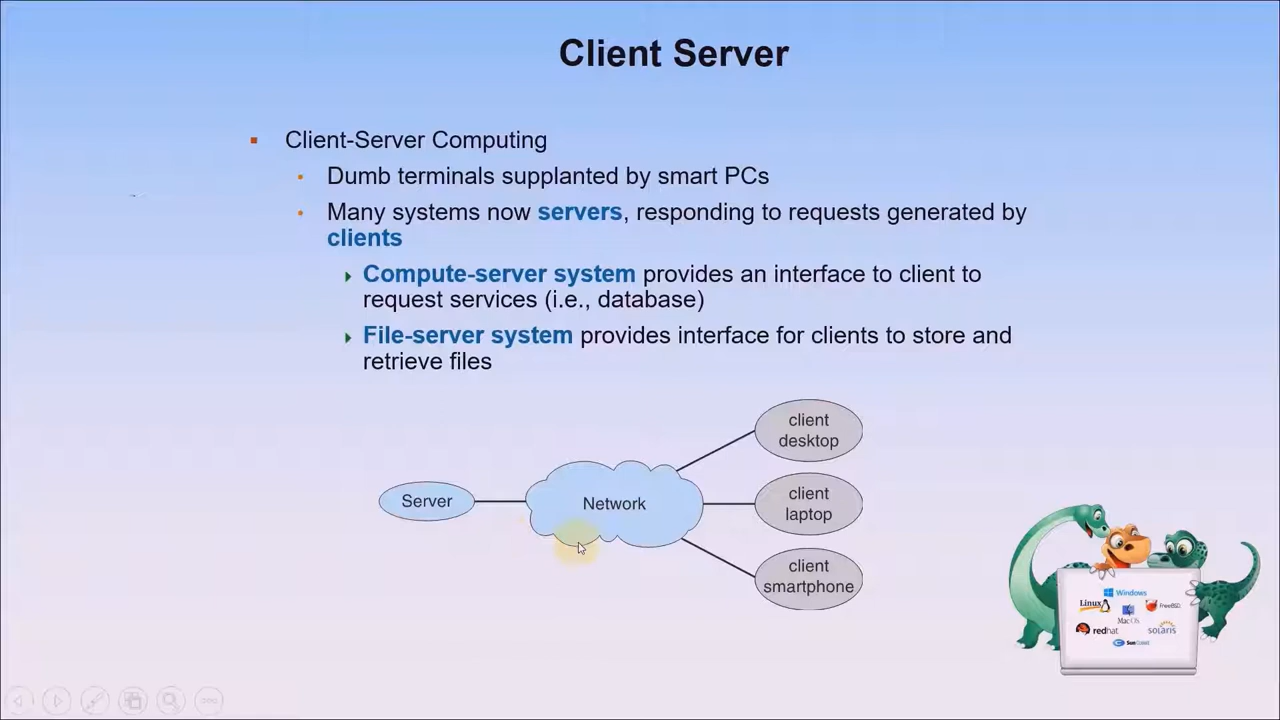 Client Server
Client-Server Computing
Dumb terminals supplanted by smart PCs
Many systems now servers, responding to requests generated by
clients
Compute-server system provides an interface to client to
request services (i.e., database)
File-server system provides interface for clients to store and
retrieve files
client
desktop
Server
Network
client
laptop
client
smartphone
Windows
Linux
FreeBSD
MacOS
redhat
solaris